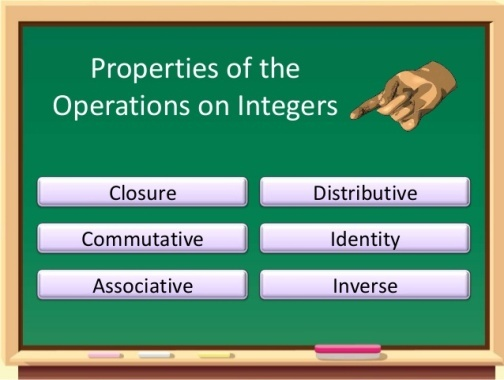 Properties of the
Operations on Integers
Closure
Distributive
Commutative
Identity
Associative
Inverse